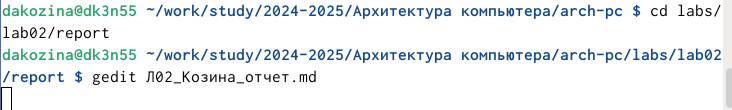 dakozina@dk3n55 ~/work/study/2024-2025/Архитектура компьютера/arch-pc $ cd labs/
lab02/report
dakozina@dk3n55 ~/work/study/2024-2025/Архитектура компьютера/arch-pc/labs/lab02
/report $ gedit Л02_Козина_отчет.md